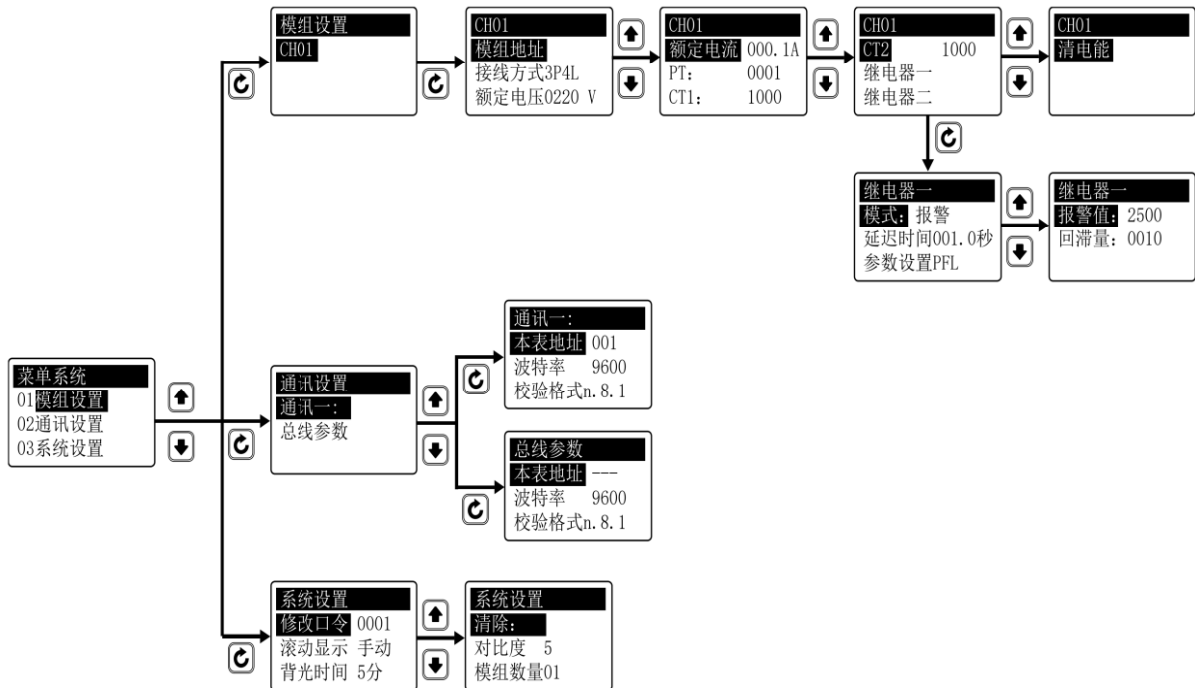 模组设置
CH01
CH01
模组地址
接线方式3P4L
额定电压0220 V
CH01
额定电流 000.1A
PT: 0001
CT1: 1000
CH01
CT2 1000
继电器一
继电器二
CH01
清电能
继电器一
模式: 报警
延迟时间001.0秒
参数设置PFL
继电器一
报警值: 2500
回滞量: 0010
菜单系统
01模组设置
02通讯设置
03系统设置
通讯设置
通讯一:
总线参数
通讯一:
本表地址 001
波特率 9600
校验格式n.8.1
总线参数
本表地址 ---
波特率 9600
校验格式n.8.1
系统设置
修改口令 0001
滚动显示 手动
背光时间 5分
系统设置
清除:
对比度 5
模组数量01